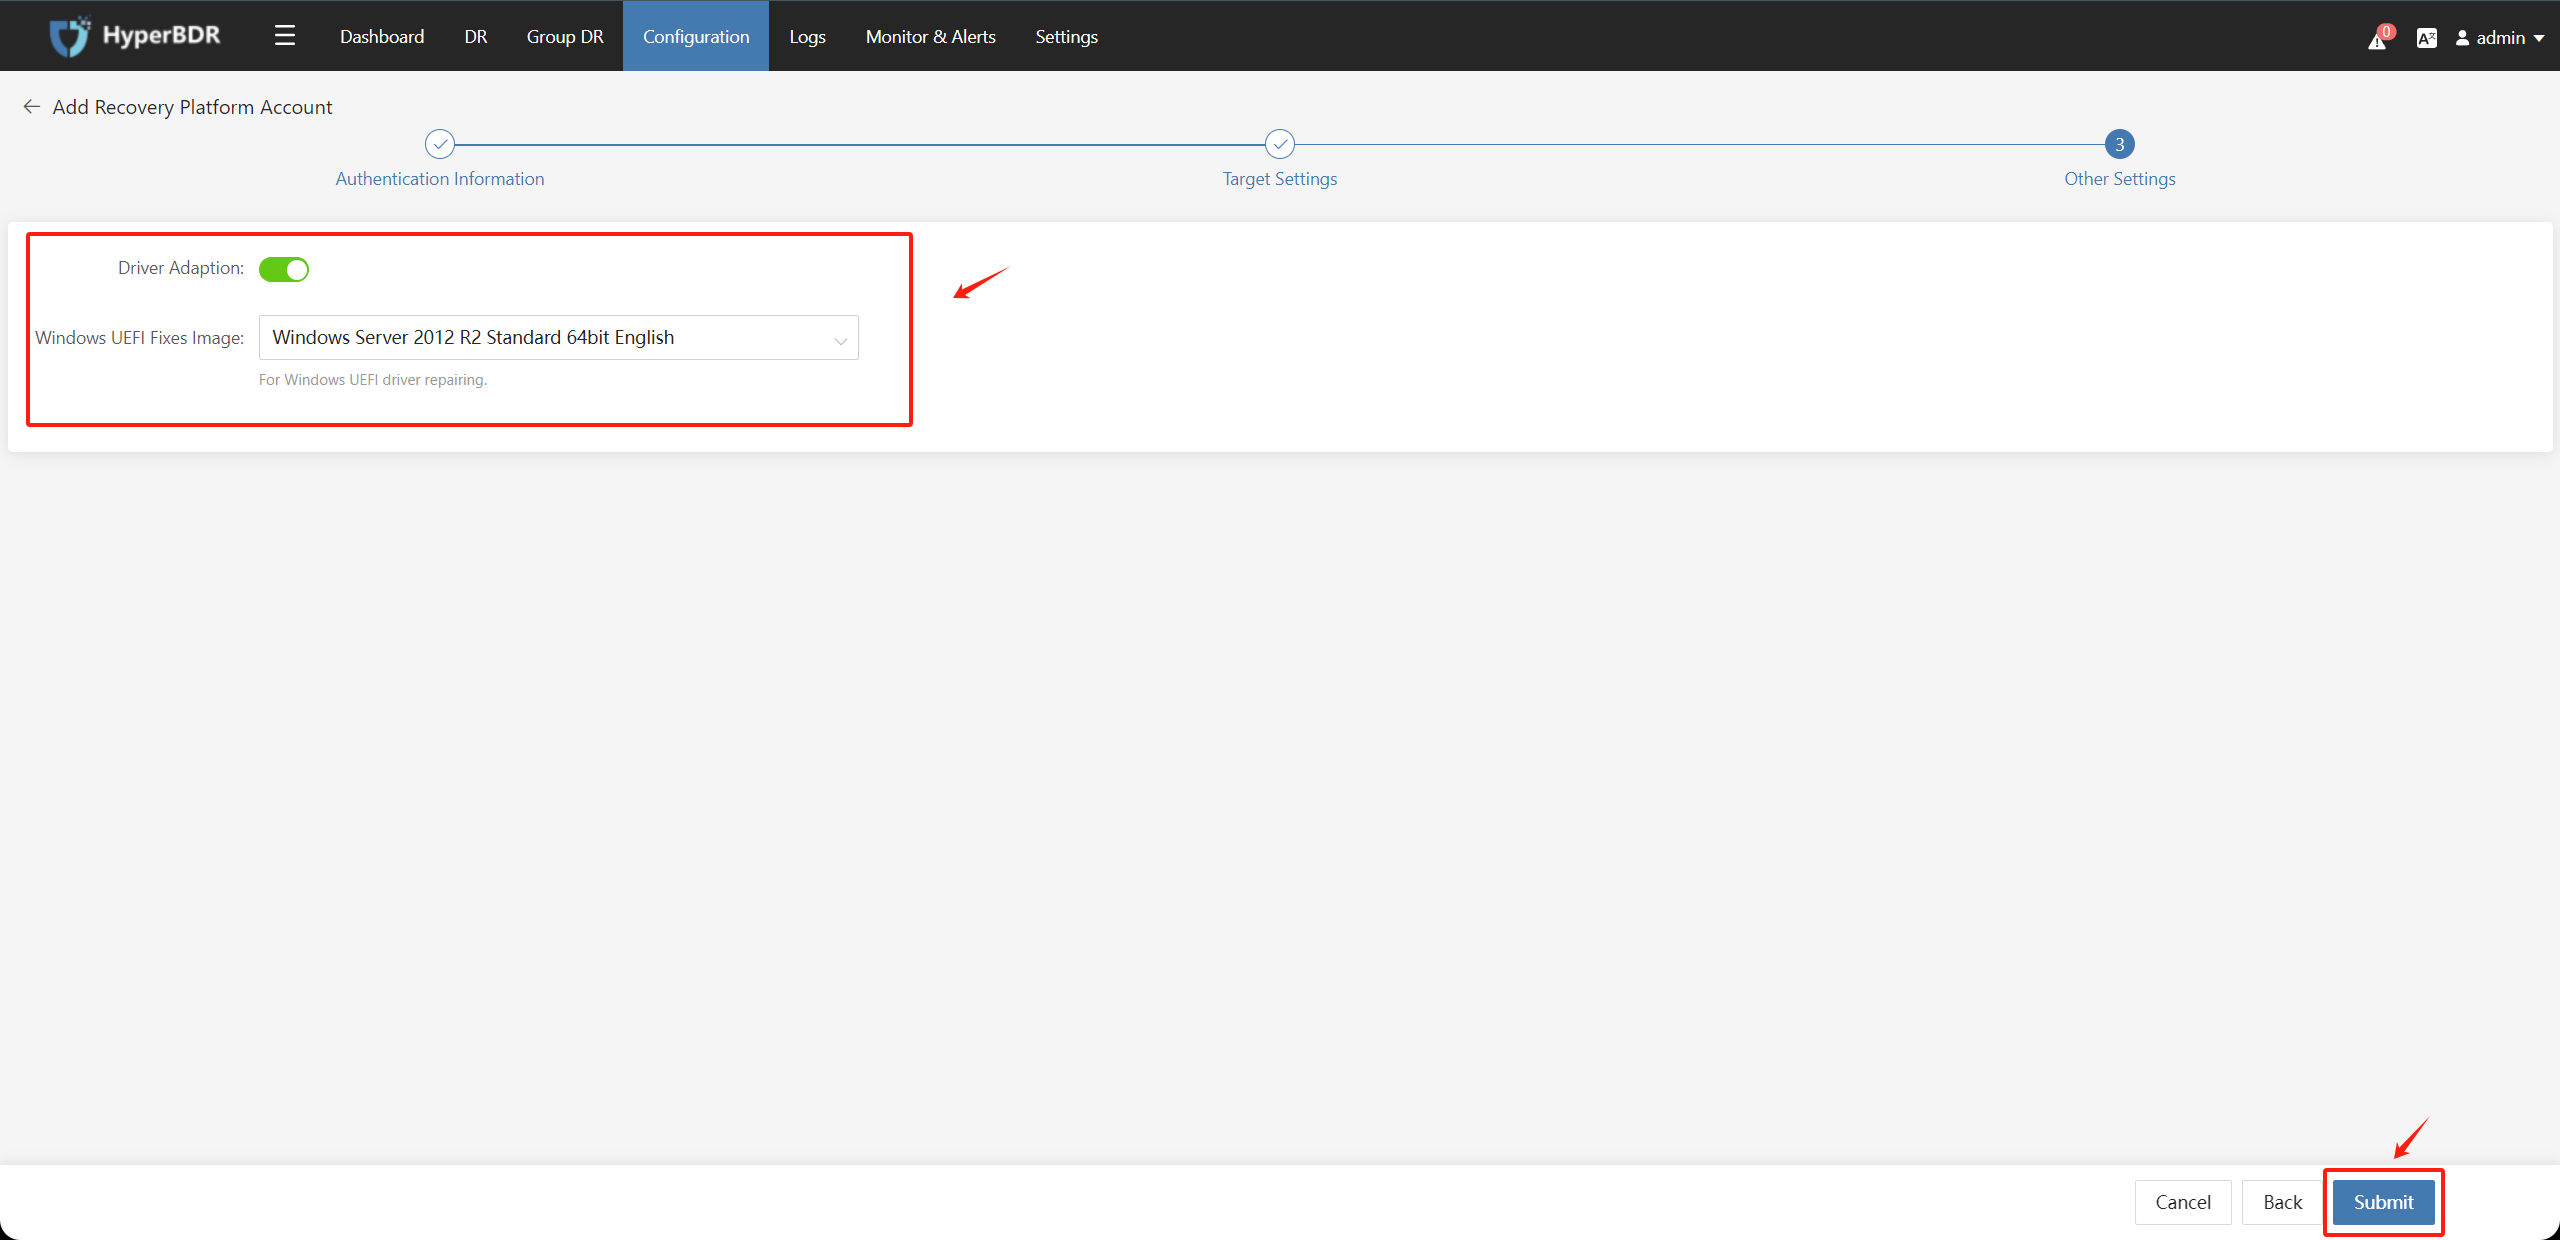 HyperBDR Dashboard DR Group DR Configuration Logs Monitor & Alerts Settings 0 A文 admin
Add Recovery Platform Account
3
Authentication Information Target Settings Other Settings
Driver Adaption:
Windows UEFI Fixes Image: Windows Server 2012 R2 Standard 64bit English
For Windows UEFI driver repairing.
Cancel Back Submit